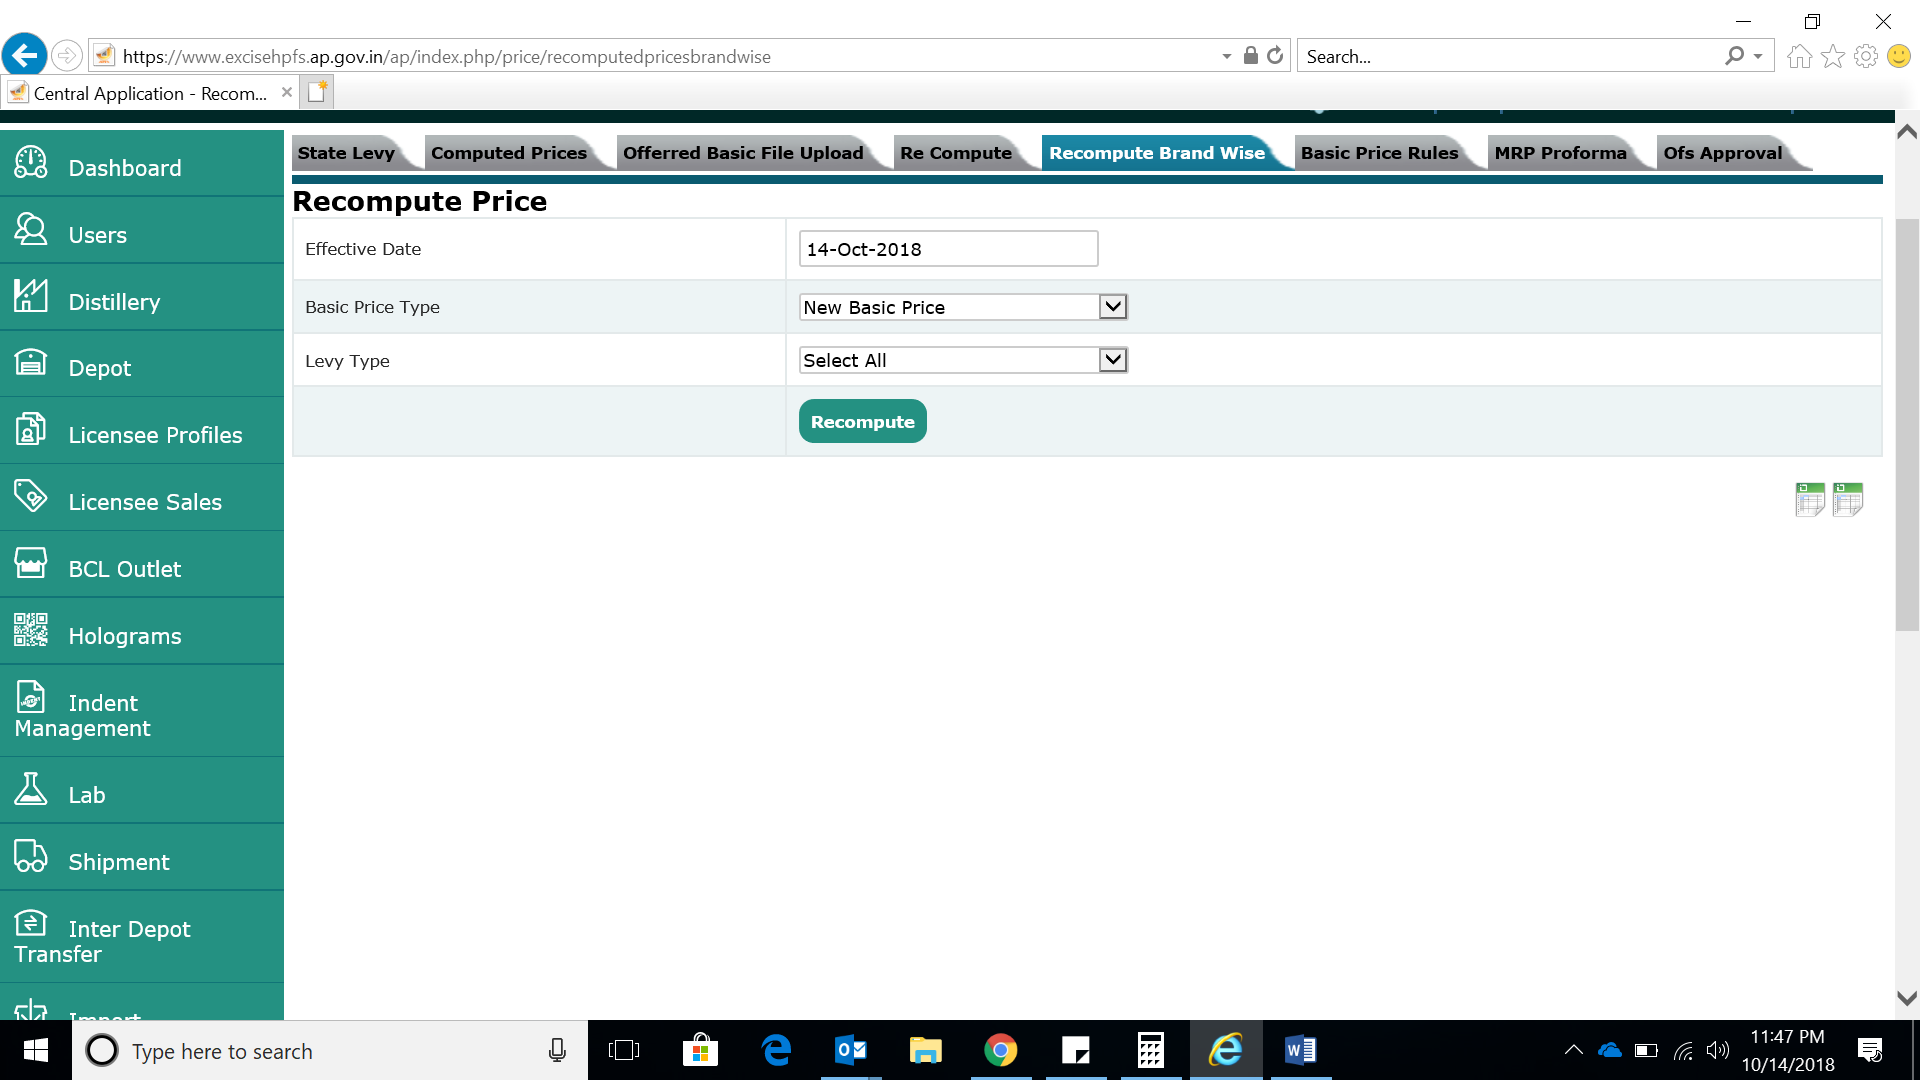 https://www.excisehpfs.ap.gov.in/ap/index.php/price/recomputedpricesbrandwise
Search...
Central Application - Recom...
State Levy
Computed Prices
Offerred Basic File Upload
Re Compute
Recompute Brand Wise
Basic Price Rules
MRP Proforma
Ofs Approval
Recompute Price
Effective Date
14-Oct-2018
Basic Price Type
New Basic Price
Levy Type
Select All
Recompute
Dashboard
Users
Distillery
Depot
Licensee Profiles
Licensee Sales
BCL Outlet
Holograms
Indent
Management
Lab
Shipment
Inter Depot
Transfer
Import
Type here to search
11:47 PM
10/14/2018